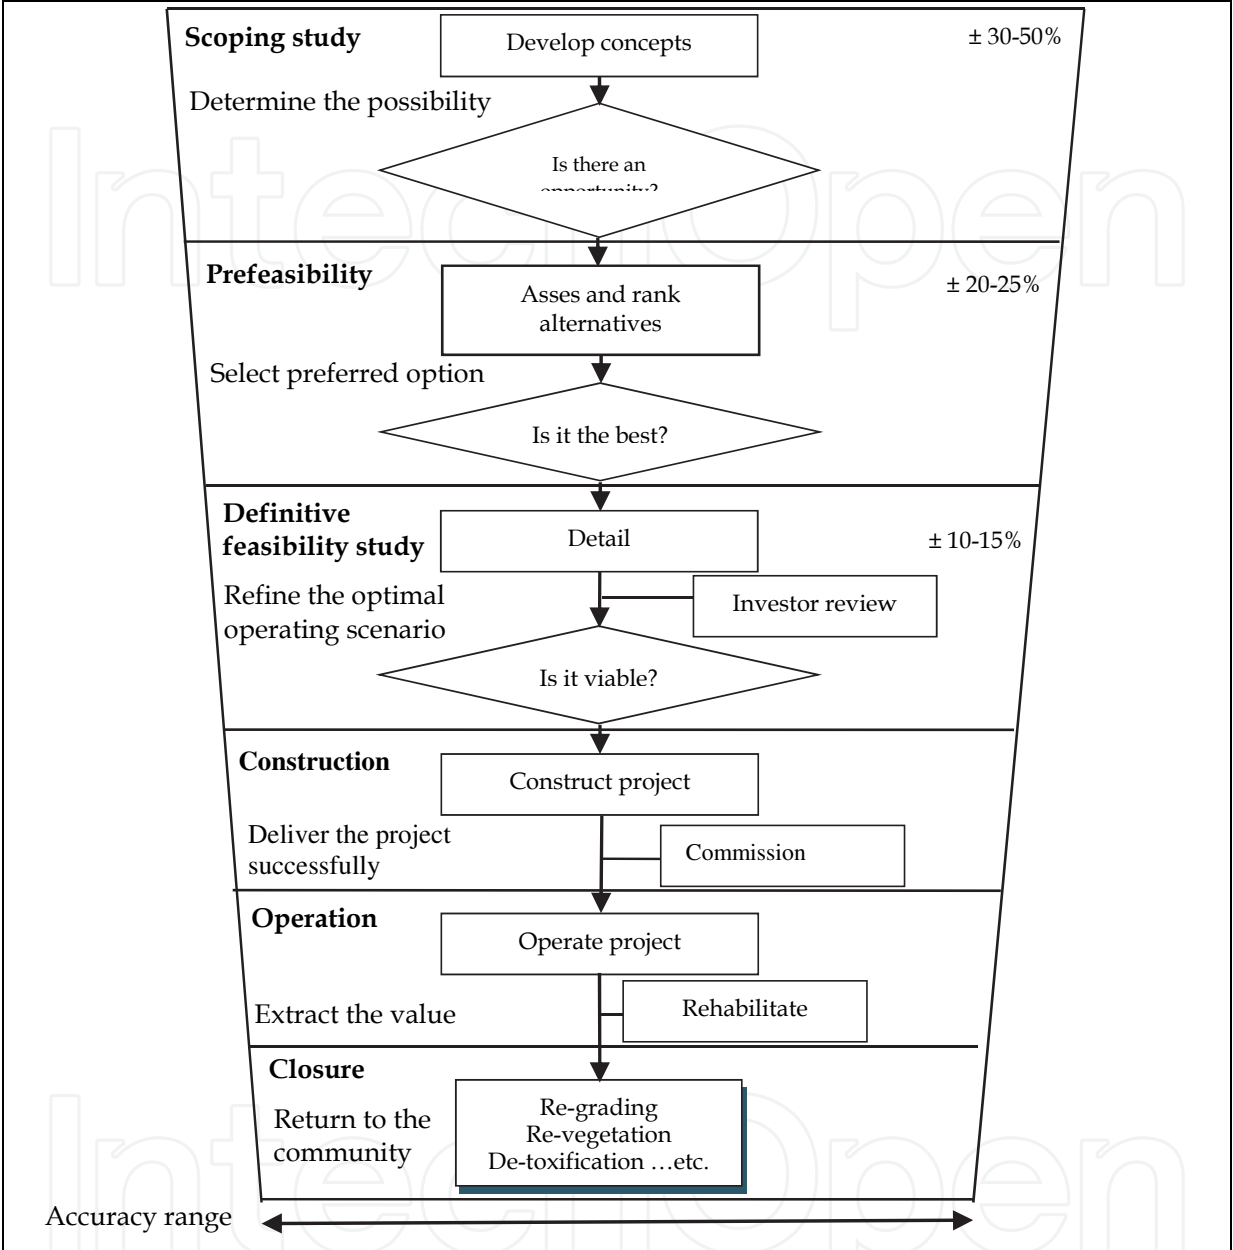 Scoping study
Develop concepts
± 30-50%
Determine the possibility
Is there an
opportunity?
Prefeasibility
Asses and rank
alternatives
± 20-25%
Select preferred option
Is it the best?
Definitive
feasibility study
Detail
± 10-15%
Refine the optimal
operating scenario
Investor review
Is it viable?
Construction
Construct project
Deliver the project
successfully
Commission
Operation
Operate project
Extract the value
Rehabilitate
Closure
Return to the
community
Re-grading
Re-vegetation
De-toxification ...etc.
Accuracy range
IntechOpen
IntechOpen